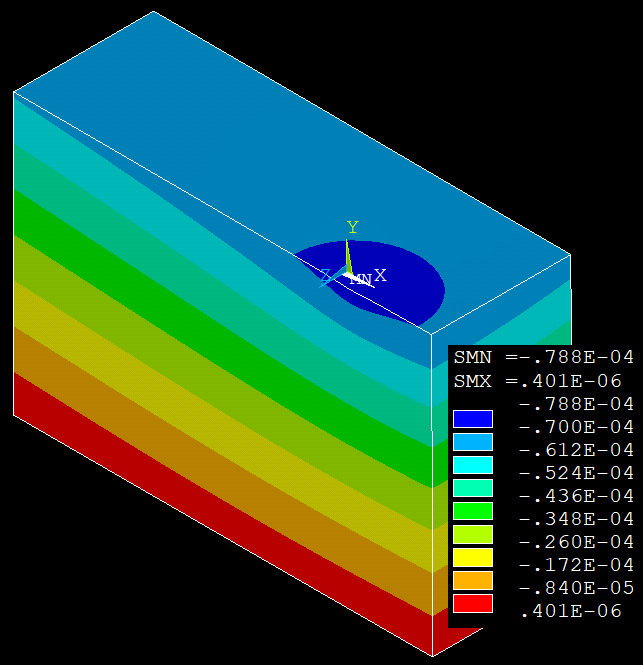 Y
Z MN X
SMN =-.788E-04
SMX =.401E-06
-.788E-04
-.700E-04
-.612E-04
-.524E-04
-.436E-04
-.348E-04
-.260E-04
-.172E-04
-.840E-05
.401E-06